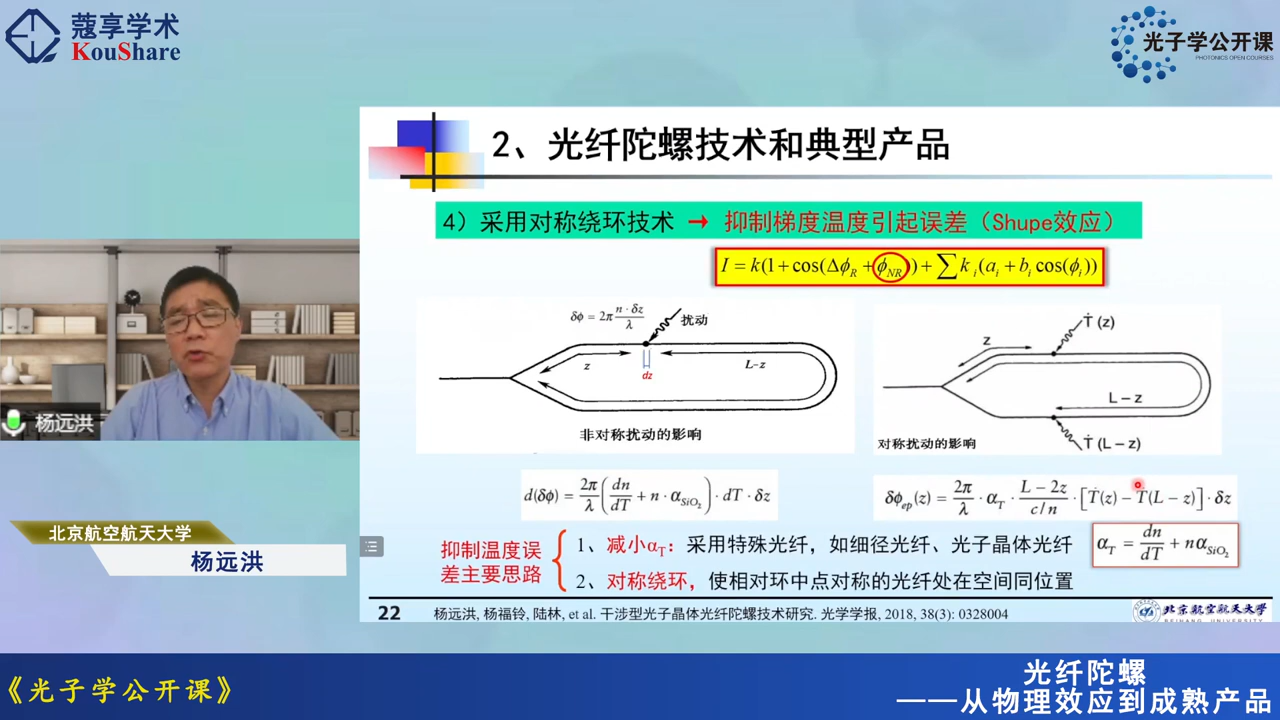 蔻享学术
KouShare
光子学公开课
PHOTONICS OPEN COURSES
2、光纤陀螺技术和典型产品
4）采用对称绕环技术 → 抑制梯度温度引起误差（Shupe效应）
I = k(1 + cos(Δϕ_R + ϕ_NR)) + ∑k_i(a_i + b_i cos(ϕ_i))
δϕ = 2π n·δz/λ
扰动
z
dz
L-z
非对称扰动的影响
Ṫ (z)
z
L – z
Ṫ (L – z)
对称扰动的影响
d(δϕ) = 2π/λ (dn/dT + n·α_SiO₂)·dT·δz
δϕ_ep(z) = 2π/λ · α_T · (L – 2z)/(c/n) · [Ṫ(z) – Ṫ(L – z)]·δz
抑制温度误
差主要思路
1、减小α_T：采用特殊光纤，如细径光纤、光子晶体光纤
α_T = dn/dT + nα_SiO₂
2、对称绕环，使相对环中点对称的光纤处在空间同位置
22
杨远洪, 杨福铃, 陆林, et al. 干涉型光子晶体光纤陀螺技术研究. 光学学报, 2018, 38(3): 0328004
北京航空航天大学
BEIHANG UNIVERSITY
杨远洪
北京航空航天大学
杨远洪
《光子学公开课》
光纤陀螺
——从物理效应到成熟产品